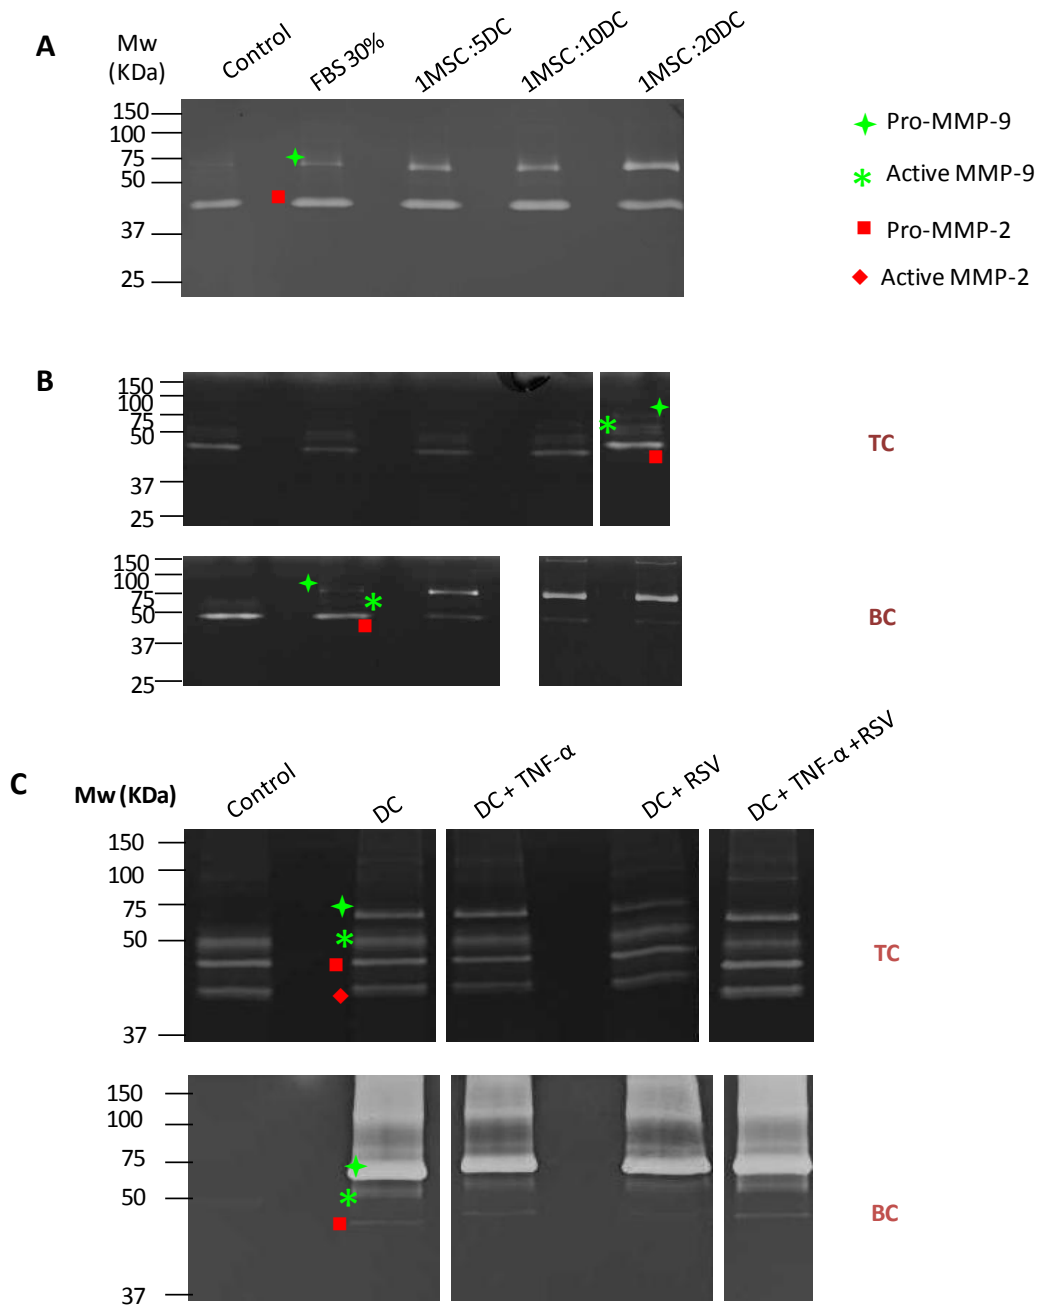 A
Mw
(KDa)
Control
FBS 30%
1MSC :5DC
1MSC :10DC
1MSC :20DC
150
100
75
50
37
25
Pro-MMP-9
Active MMP-9
Pro-MMP-2
Active MMP-2
B
150
100
75
50
37
25
TC
150
100
75
50
37
25
BC
C
Mw (KDa)
Control
DC
DC + TNF-α
DC + RSV
DC + TNF-α +RSV
150
100
75
50
37
TC
150
100
75
50
37
BC